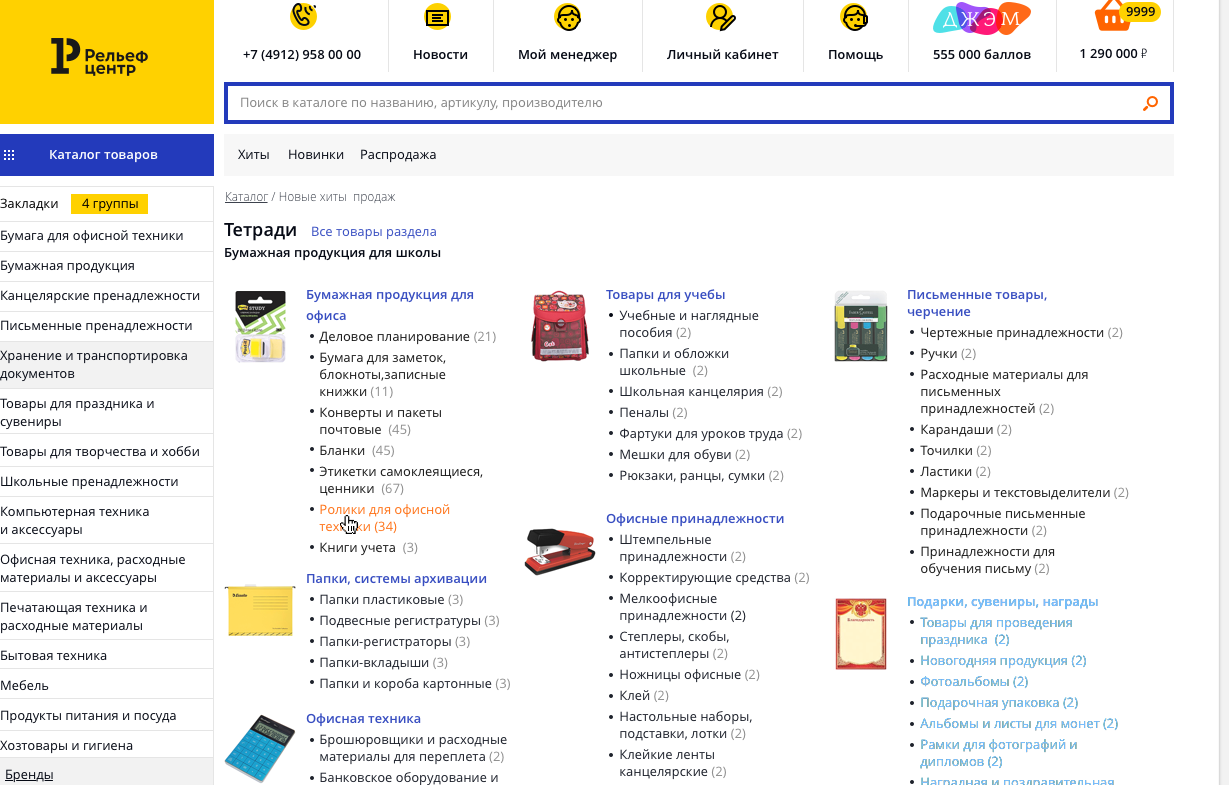 Рельеф
центр
+7 (4912) 958 00 00
Новости
Мой менеджер
Личный кабинет
Помощь
ДЖЭМ
555 000 баллов
9999
1 290 000 ₽
Поиск в каталоге по названию, артикулу, производителю
Каталог товаров
Хиты
Новинки
Распродажа
Закладки
4 группы
Бумага для офисной техники
Бумажная продукция
Канцелярские пренадлежности
Письменные пренадлежности
Хранение и транспортировка
документов
Товары для праздника и
сувениры
Товары для творчества и хобби
Школьные пренадлежности
Компьютерная техника
и аксессуары
Офисная техника, расходные
материалы и аксессуары
Печатающая техника и
расходные материалы
Бытовая техника
Мебель
Продукты питания и посуда
Хозтовары и гигиена
Бренды
Каталог / Новые хиты продаж
Тетради
Все товары раздела
Бумажная продукция для школы
Бумажная продукция для
офиса
Деловое планирование (21)
Бумага для заметок,
блокноты,записные
книжки (11)
Конверты и пакеты
почтовые (45)
Бланки (45)
Этикетки самоклеящиеся,
ценники (67)
Ролики для офисной
техники (34)
Книги учета (3)
Папки, системы архивации
Папки пластиковые (3)
Подвесные регистратуры (3)
Папки-регистраторы (3)
Папки-вкладыши (3)
Папки и короба картонные (3)
Офисная техника
Брошюровщики и расходные
материалы для переплета (2)
Банковское оборудование и
Товары для учебы
Учебные и наглядные
пособия (2)
Папки и обложки
школьные (2)
Школьная канцелярия (2)
Пеналы (2)
Фартуки для уроков труда (2)
Мешки для обуви (2)
Рюкзаки, ранцы, сумки (2)
Офисные принадлежности
Штемпельные
принадлежности (2)
Корректирующие средства (2)
Мелкоофисные
принадлежности (2)
Степлеры, скобы,
антистеплеры (2)
Ножницы офисные (2)
Клей (2)
Настольные наборы,
подставки, лотки (2)
Клейкие ленты
канцелярские (2)
Письменные товары,
черчение
Чертежные принадлежности (2)
Ручки (2)
Расходные материалы для
письменных
принадлежностей (2)
Карандаши (2)
Точилки (2)
Ластики (2)
Маркеры и текстовыделители (2)
Подарочные письменные
принадлежности (2)
Принадлежности для
обучения письму (2)
Подарки, сувениры, награды
Товары для проведения
праздника (2)
Новогодняя продукция (2)
Фотоальбомы (2)
Подарочная упаковка (2)
Альбомы и листы для монет (2)
Рамки для фотографий и
дипломов (2)
Наградная и поздравительная